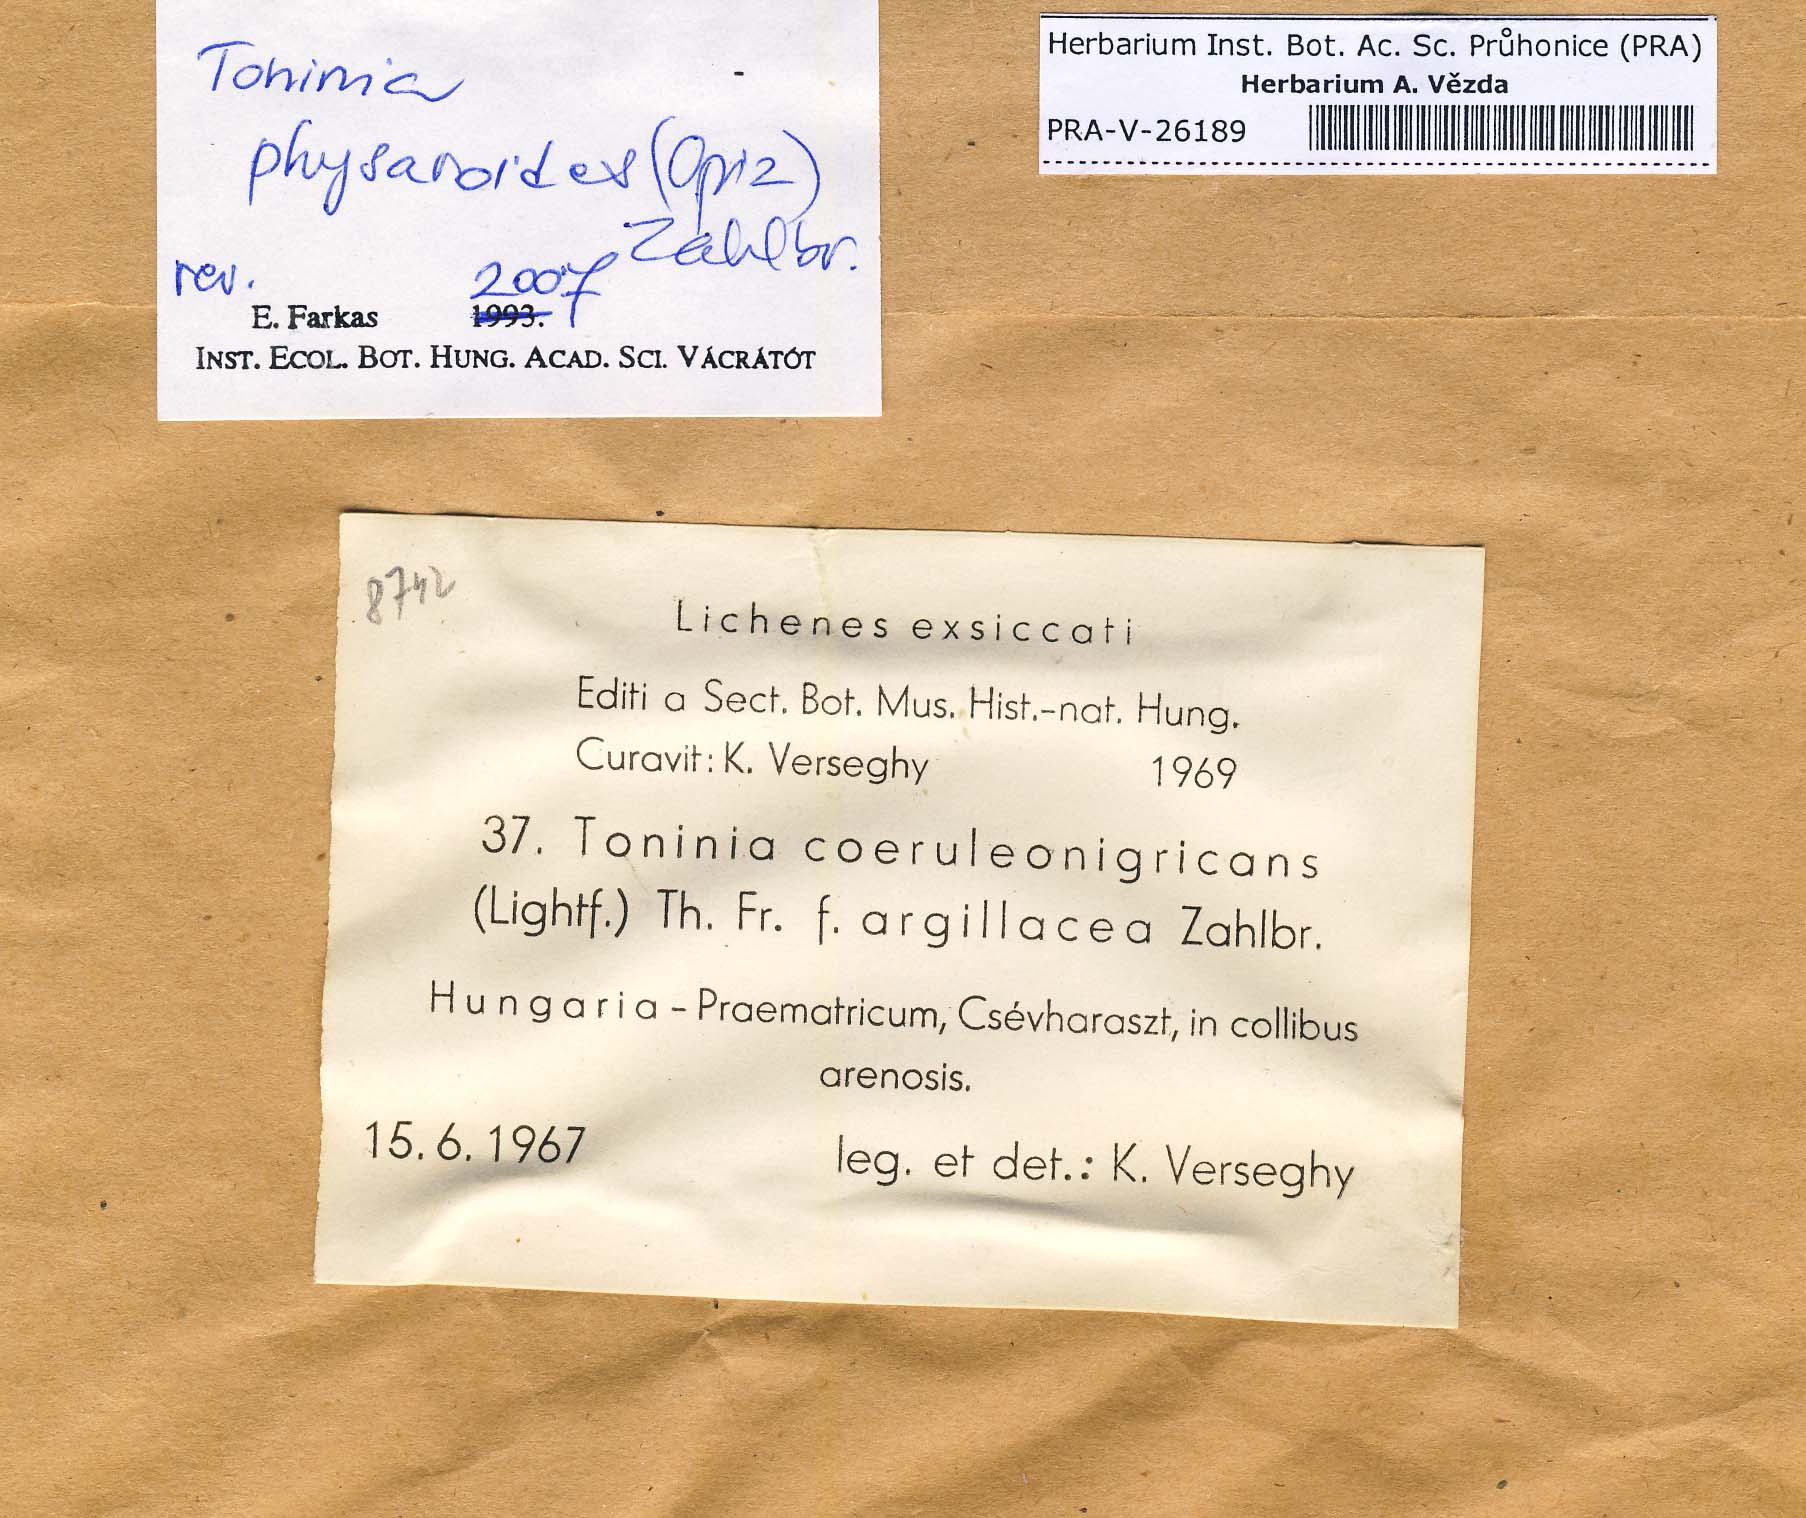 Toninia
physaroides (Opiz)
Zahlbr.
rev. 2007
E. Farkas 1993.
INST. ECOL. BOT. HUNG. ACAD. SCI. VÁCRÁTÓT
Herbarium Inst. Bot. Ac. Sc. Průhonice (PRA)
Herbarium A. Vězda
PRA-V-26189
8742
Lichenes exsiccati
Editi a Sect. Bot. Mus. Hist.-nat. Hung.
Curavit: K. Verseghy 1969
37. Toninia coeruleonigricans
(Lightf.) Th. Fr. f. argillacea Zahlbr.
Hungaria - Praematricum, Csévharaszt, in collibus
arenosis.
15. 6. 1967 leg. et det.: K. Verseghy